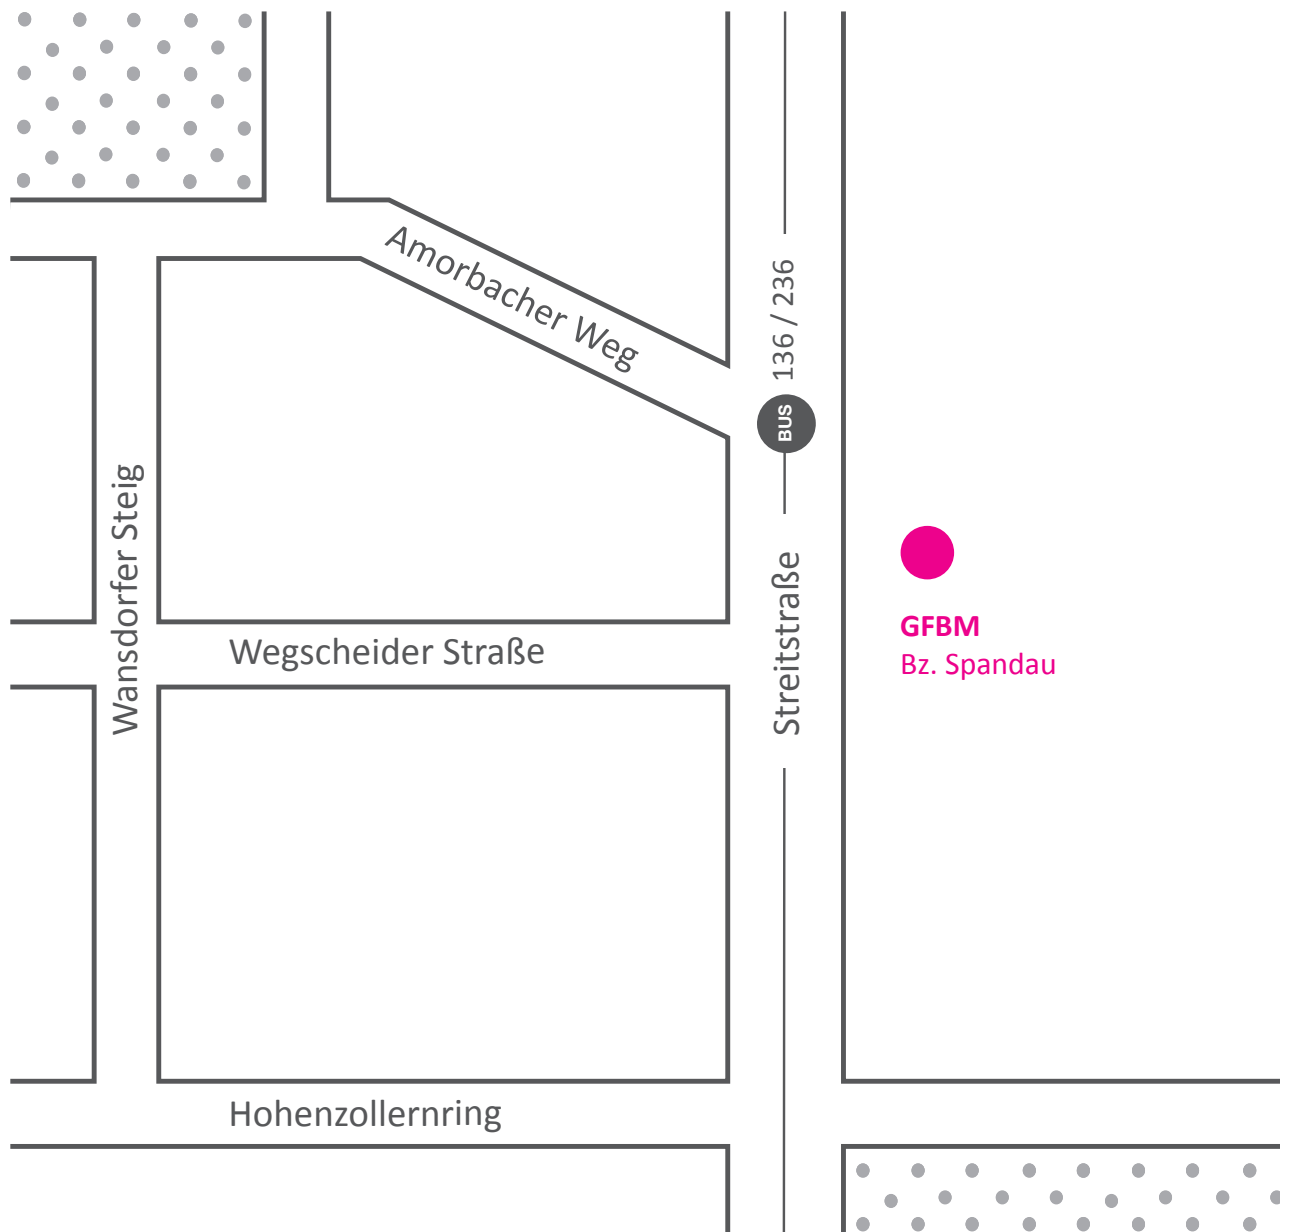 Amorbacher Weg
136 / 236
BUS
Wansdorfer Steig
Streitstraße
GFBM
Bz. Spandau
Wegscheider Straße
Hohenzollernring